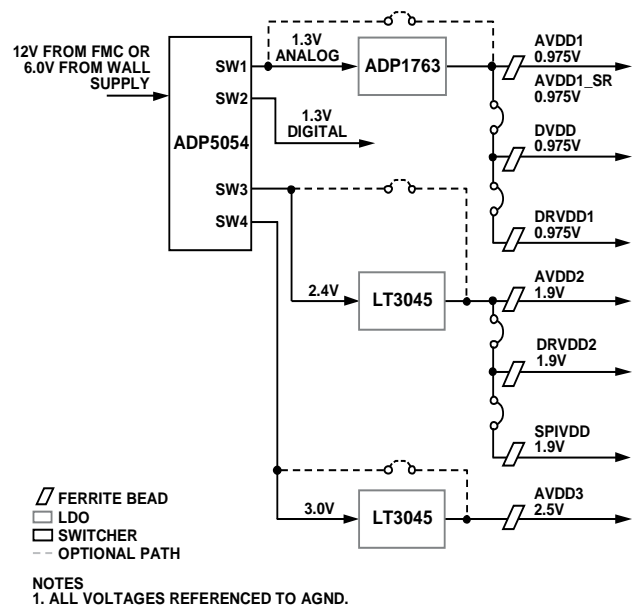 12V FROM FMC OR
6.0V FROM WALL
SUPPLY
ADP5054
SW1
SW2
SW3
SW4
1.3V
ANALOG
ADP1763
1.3V
DIGITAL
AVDD1
0.975V
AVDD1_SR
0.975V
DVDD
0.975V
DRVDD1
0.975V
2.4V
LT3045
AVDD2
1.9V
DRVDD2
1.9V
SPIVDD
1.9V
3.0V
LT3045
AVDD3
2.5V
FERRITE BEAD
LDO
SWITCHER
OPTIONAL PATH
NOTES
1. ALL VOLTAGES REFERENCED TO AGND.